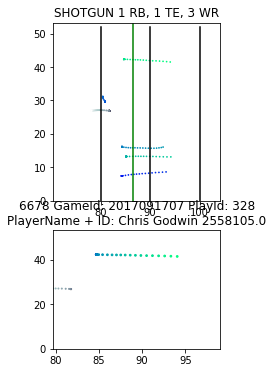 SHOTGUN 1 RB, 1 TE, 3 WR
50
40
30
20
10
0
80 90 100
6678 GameId: 2017091707 PlayId: 328
PlayerName + ID: Chris Godwin 2558105.0
40
20
0
80 85 90 95